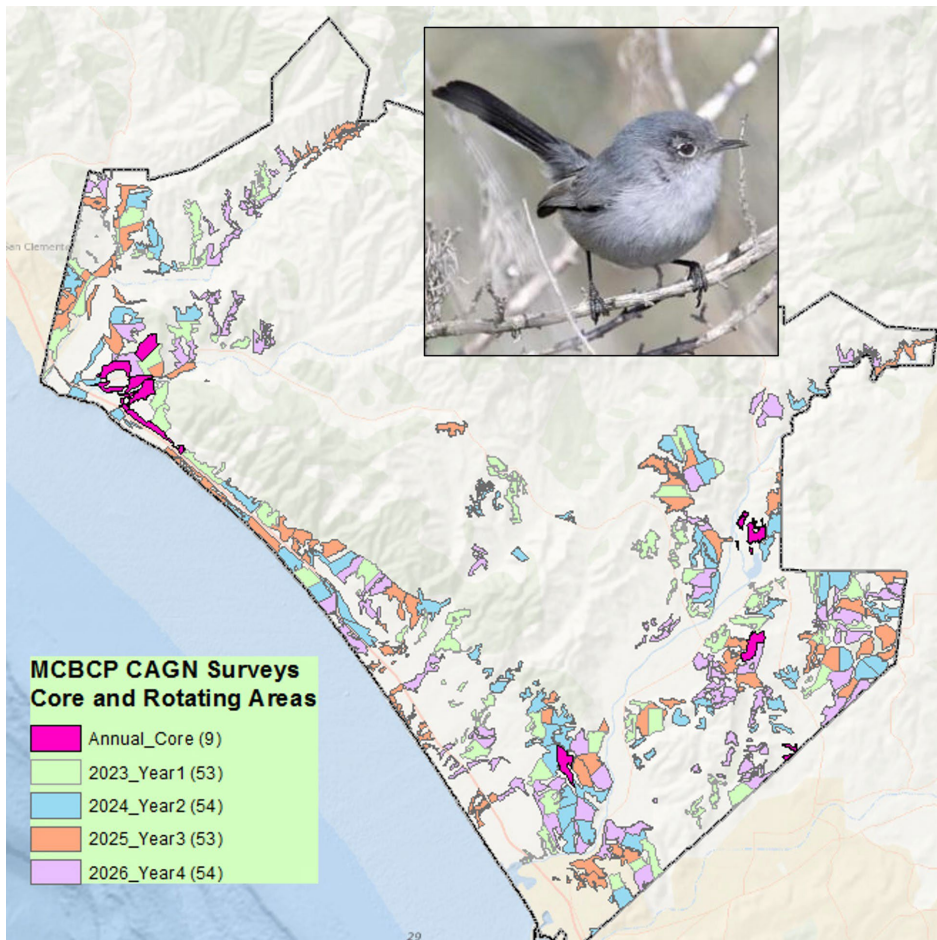 San Clemente
MCBCP CAGN Surveys
Core and Rotating Areas
Annual_Core (9)
2023_Year1 (53)
2024_Year2 (54)
2025_Year3 (53)
2026_Year4 (54)
29